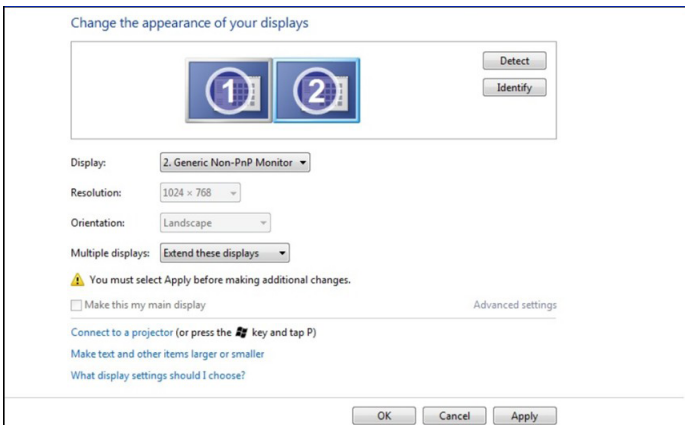 Change the appearance of your displays
1 2
Detect
Identify
Display: 2. Generic Non-PnP Monitor
Resolution: 1024 × 768
Orientation: Landscape
Multiple displays: Extend these displays
You must select Apply before making additional changes.
Make this my main display Advanced settings
Connect to a projector (or press the key and tap P)
Make text and other items larger or smaller
What display settings should I choose?
OK Cancel Apply